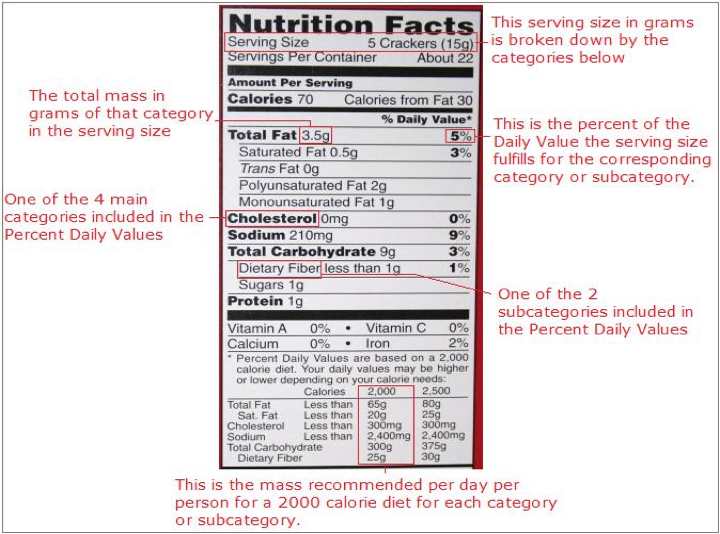 Nutrition Facts
Serving Size 5 Crackers (15g)
Servings Per Container About 22
Amount Per Serving
Calories 70 Calories from Fat 30
% Daily Value*
Total Fat 3.5g 5%
Saturated Fat 0.5g 3%
Trans Fat 0g
Polyunsaturated Fat 2g
Monounsaturated Fat 1g
Cholesterol 0mg 0%
Sodium 210mg 9%
Total Carbohydrate 9g 3%
Dietary Fiber less than 1g 1%
Sugars 1g
Protein 1g
Vitamin A 0% • Vitamin C 0%
Calcium 0% • Iron 2%
* Percent Daily Values are based on a 2,000
calorie diet. Your daily values may be higher
or lower depending on your calorie needs:
Calories 2,000 2,500
Total Fat Less than 65g 80g
Sat. Fat Less than 20g 25g
Cholesterol Less than 300mg 300mg
Sodium Less than 2,400mg 2,400mg
Total Carbohydrate 300g 375g
Dietary Fiber 25g 30g
This serving size in grams
is broken down by the
categories below
The total mass in
grams of that category
in the serving size
This is the percent of the
Daily Value the serving size
fulfills for the corresponding
category or subcategory.
One of the 4 main
categories included in the
Percent Daily Values
One of the 2
subcategories included in
the Percent Daily Values
This is the mass recommended per day per
person for a 2000 calorie diet for each category
or subcategory.